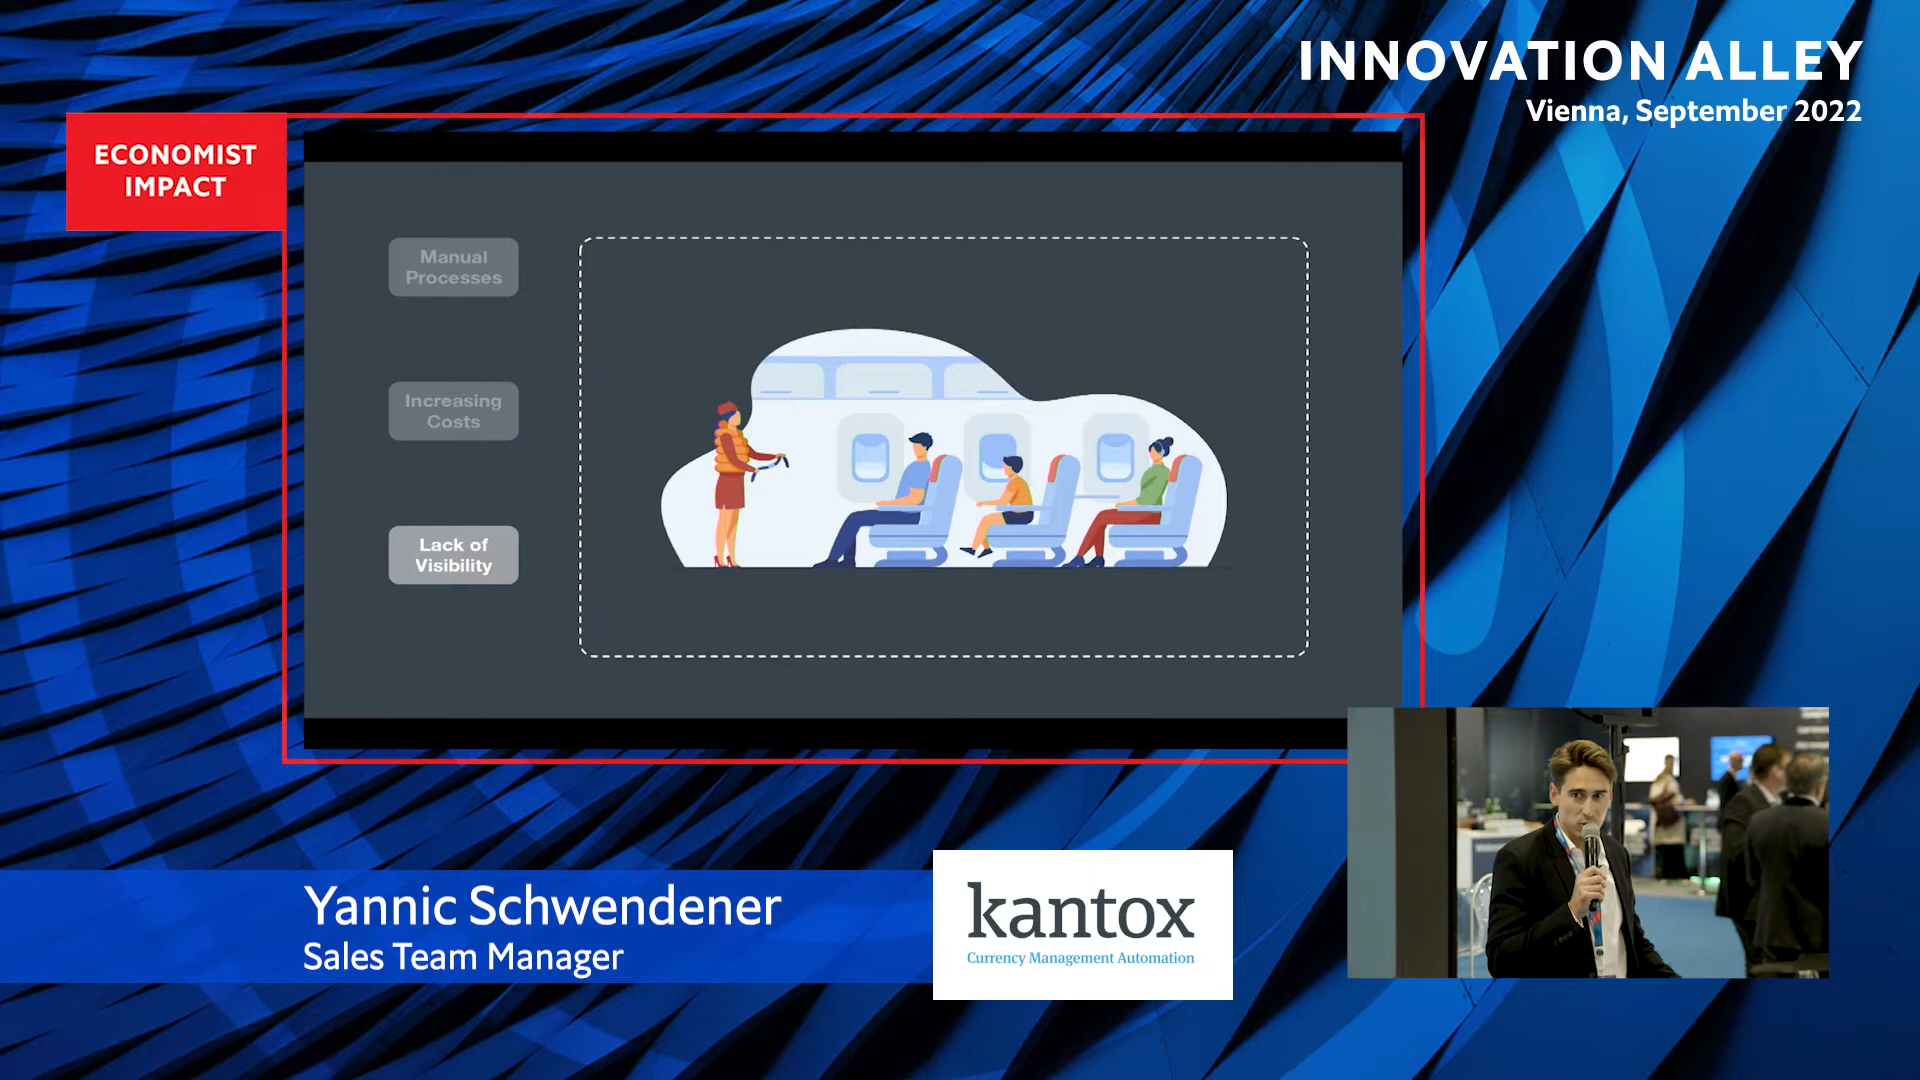 INNOVATION ALLEY
Vienna, September 2022
ECONOMIST
IMPACT
Manual
Processes
Increasing
Costs
Lack of
Visibility
Yannic Schwendener
Sales Team Manager
kantox
Currency Management Automation